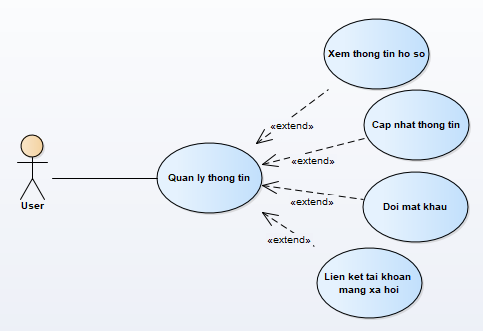 Xem thong tin ho so
«extend»
Cap nhat thong tin
«extend»
Quan ly thong tin
User
«extend»
Doi mat khau
«extend»
Lien ket tai khoan
mang xa hoi